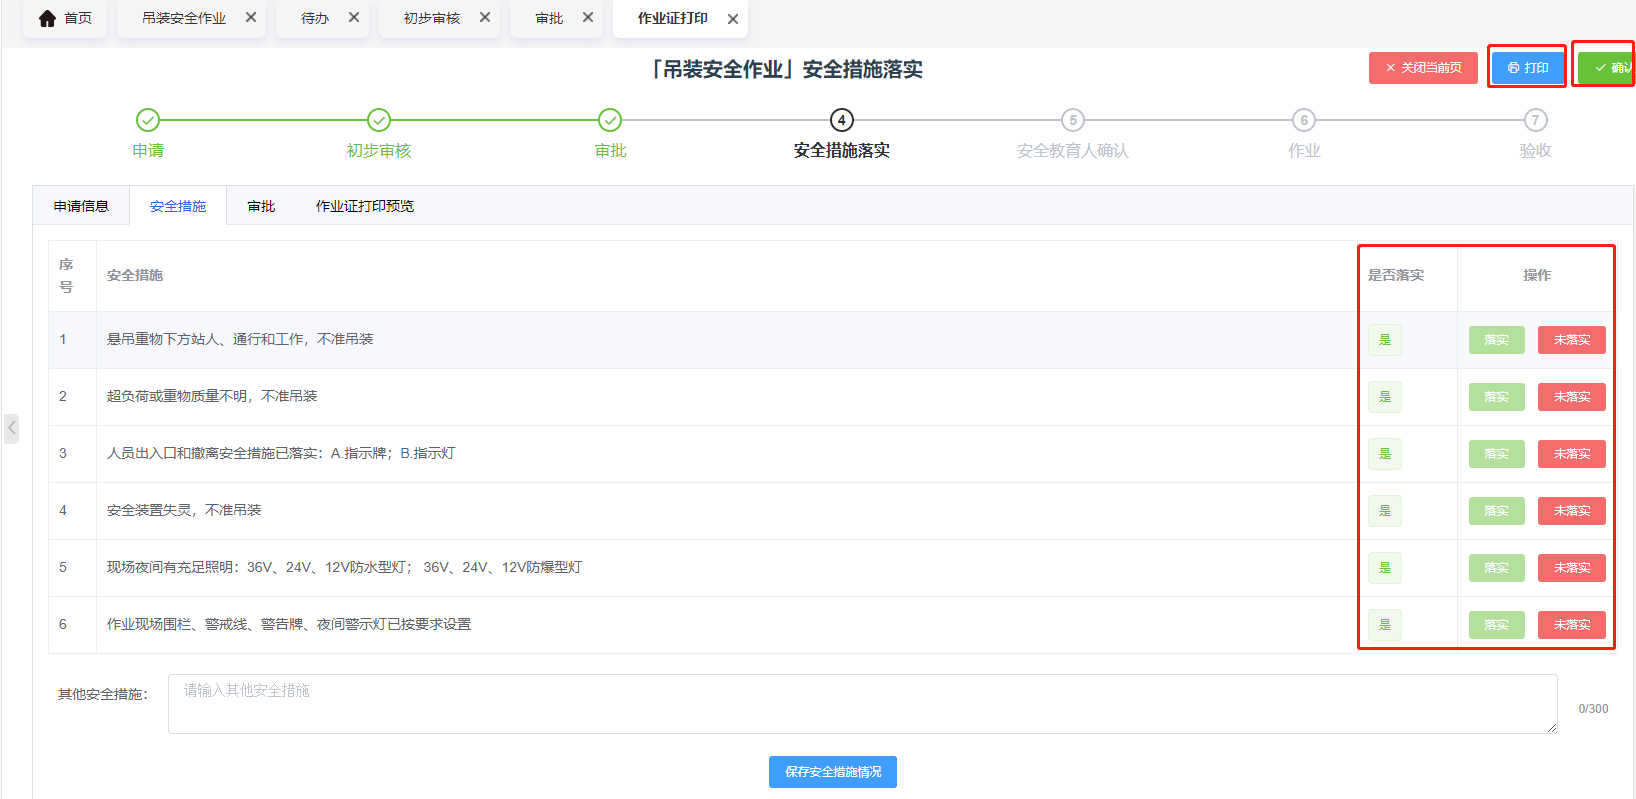 首页 吊装安全作业 待办 初步审核 审批 作业证打印
「吊装安全作业」安全措施落实
关闭当前页 打印 确认
4 5 6 7
申请 初步审核 审批 安全措施落实 安全教育人确认 作业 验收
申请信息 安全措施 审批 作业证打印预览
序号 安全措施 是否落实 操作
1 悬吊重物下方站人、通行和工作，不准吊装 是 落实 未落实
2 超负荷或重物质量不明，不准吊装 是 落实 未落实
3 人员出入口和撤离安全措施已落实：A.指示牌；B.指示灯 是 落实 未落实
4 安全装置失灵，不准吊装 是 落实 未落实
5 现场夜间有充足照明：36V、24V、12V防水型灯； 36V、24V、12V防爆型灯 是 落实 未落实
6 作业现场围栏、警戒线、警告牌、夜间警示灯已按要求设置 是 落实 未落实
其他安全措施： 请输入其他安全措施
0/300
保存安全措施情况